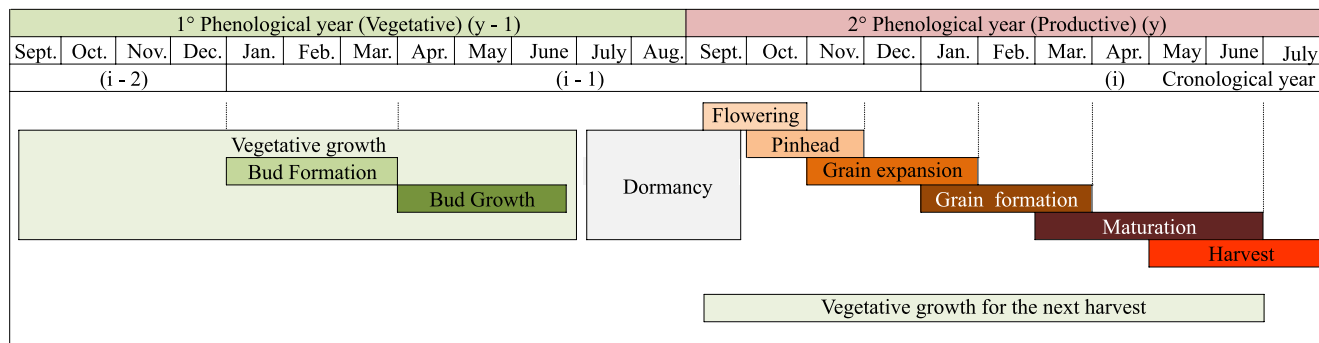 1° Phenological year (Vegetative) (y - 1) 2° Phenological year (Productive) (y)
Sept. Oct. Nov. Dec. Jan. Feb. Mar. Apr. May June July Aug. Sept. Oct. Nov. Dec. Jan. Feb. Mar. Apr. May June July
(i - 2) (i - 1) (i) Cronological year
Flowering
Vegetative growth Pinhead
Bud Formation Grain expansion
Dormancy
Bud Growth Grain formation
Maturation
Harvest
Vegetative growth for the next harvest